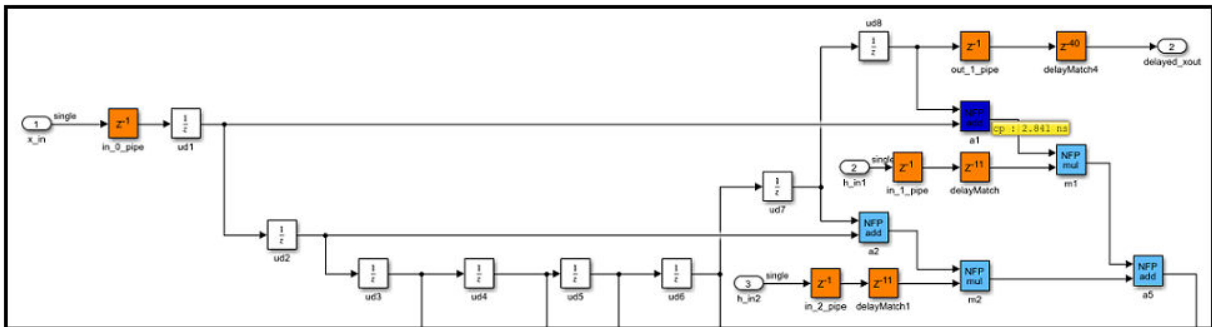 ud8
1
z
z-1
z-40
2
out_1_pipe
delayMatch4
delayed_xout
1
single
z-1
1
z
NFP
add
cp : 2.841 ns
x_in
in_0_pipe
ud1
a1
NFP
mul
2
single
z-1
z-11
m1
h_in1
in_1_pipe
delayMatch
1
z
ud7
NFP
add
1
z
a2
ud2
1
z
1
z
1
z
1
z
ud3
ud4
ud5
ud6
3
single
z-1
z-11
NFP
mul
NFP
add
h_in2
in_2_pipe
delayMatch1
m2
a5